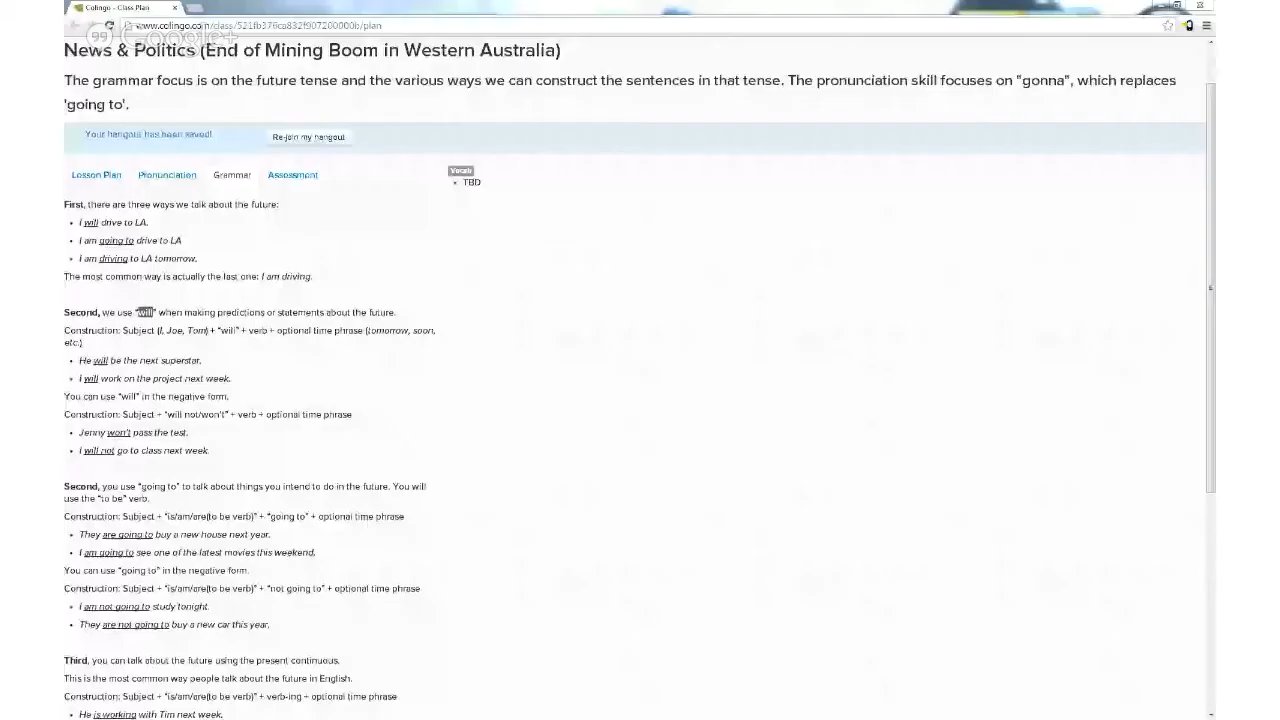 Colingo - Class Plan
www.colingo.com/class/521fb376ca832f907200000b/plan
Google+
News & Politics (End of Mining Boom in Western Australia)
The grammar focus is on the future tense and the various ways we can construct the sentences in that tense. The pronunciation skill focuses on "gonna", which replaces
'going to'.
Your hangout has been saved! Re-join my hangout
Lesson Plan Pronunciation Grammar Assessment
Vocab
• TBD
First, there are three ways we talk about the future:
• I will drive to LA.
• I am going to drive to LA
• I am driving to LA tomorrow.
The most common way is actually the last one: I am driving.
Second, we use "will" when making predictions or statements about the future.
Construction: Subject (I, Joe, Tom) + "will" + verb + optional time phrase (tomorrow, soon,
etc.)
• He will be the next superstar.
• I will work on the project next week.
You can use "will" in the negative form.
Construction: Subject + "will not/won't" + verb + optional time phrase
• Jenny won't pass the test.
• I will not go to class next week.
Second, you use "going to" to talk about things you intend to do in the future. You will
use the "to be" verb.
Construction: Subject + "is/am/are(to be verb)" + "going to" + optional time phrase
• They are going to buy a new house next year.
• I am going to see one of the latest movies this weekend.
You can use "going to" in the negative form.
Construction: Subject + "is/am/are(to be verb)" + "not going to" + optional time phrase
• I am not going to study tonight.
• They are not going to buy a new car this year.
Third, you can talk about the future using the present continuous.
This is the most common way people talk about the future in English.
Construction: Subject + "is/am/are(to be verb)" + verb-ing + optional time phrase
• He is working with Tim next week.